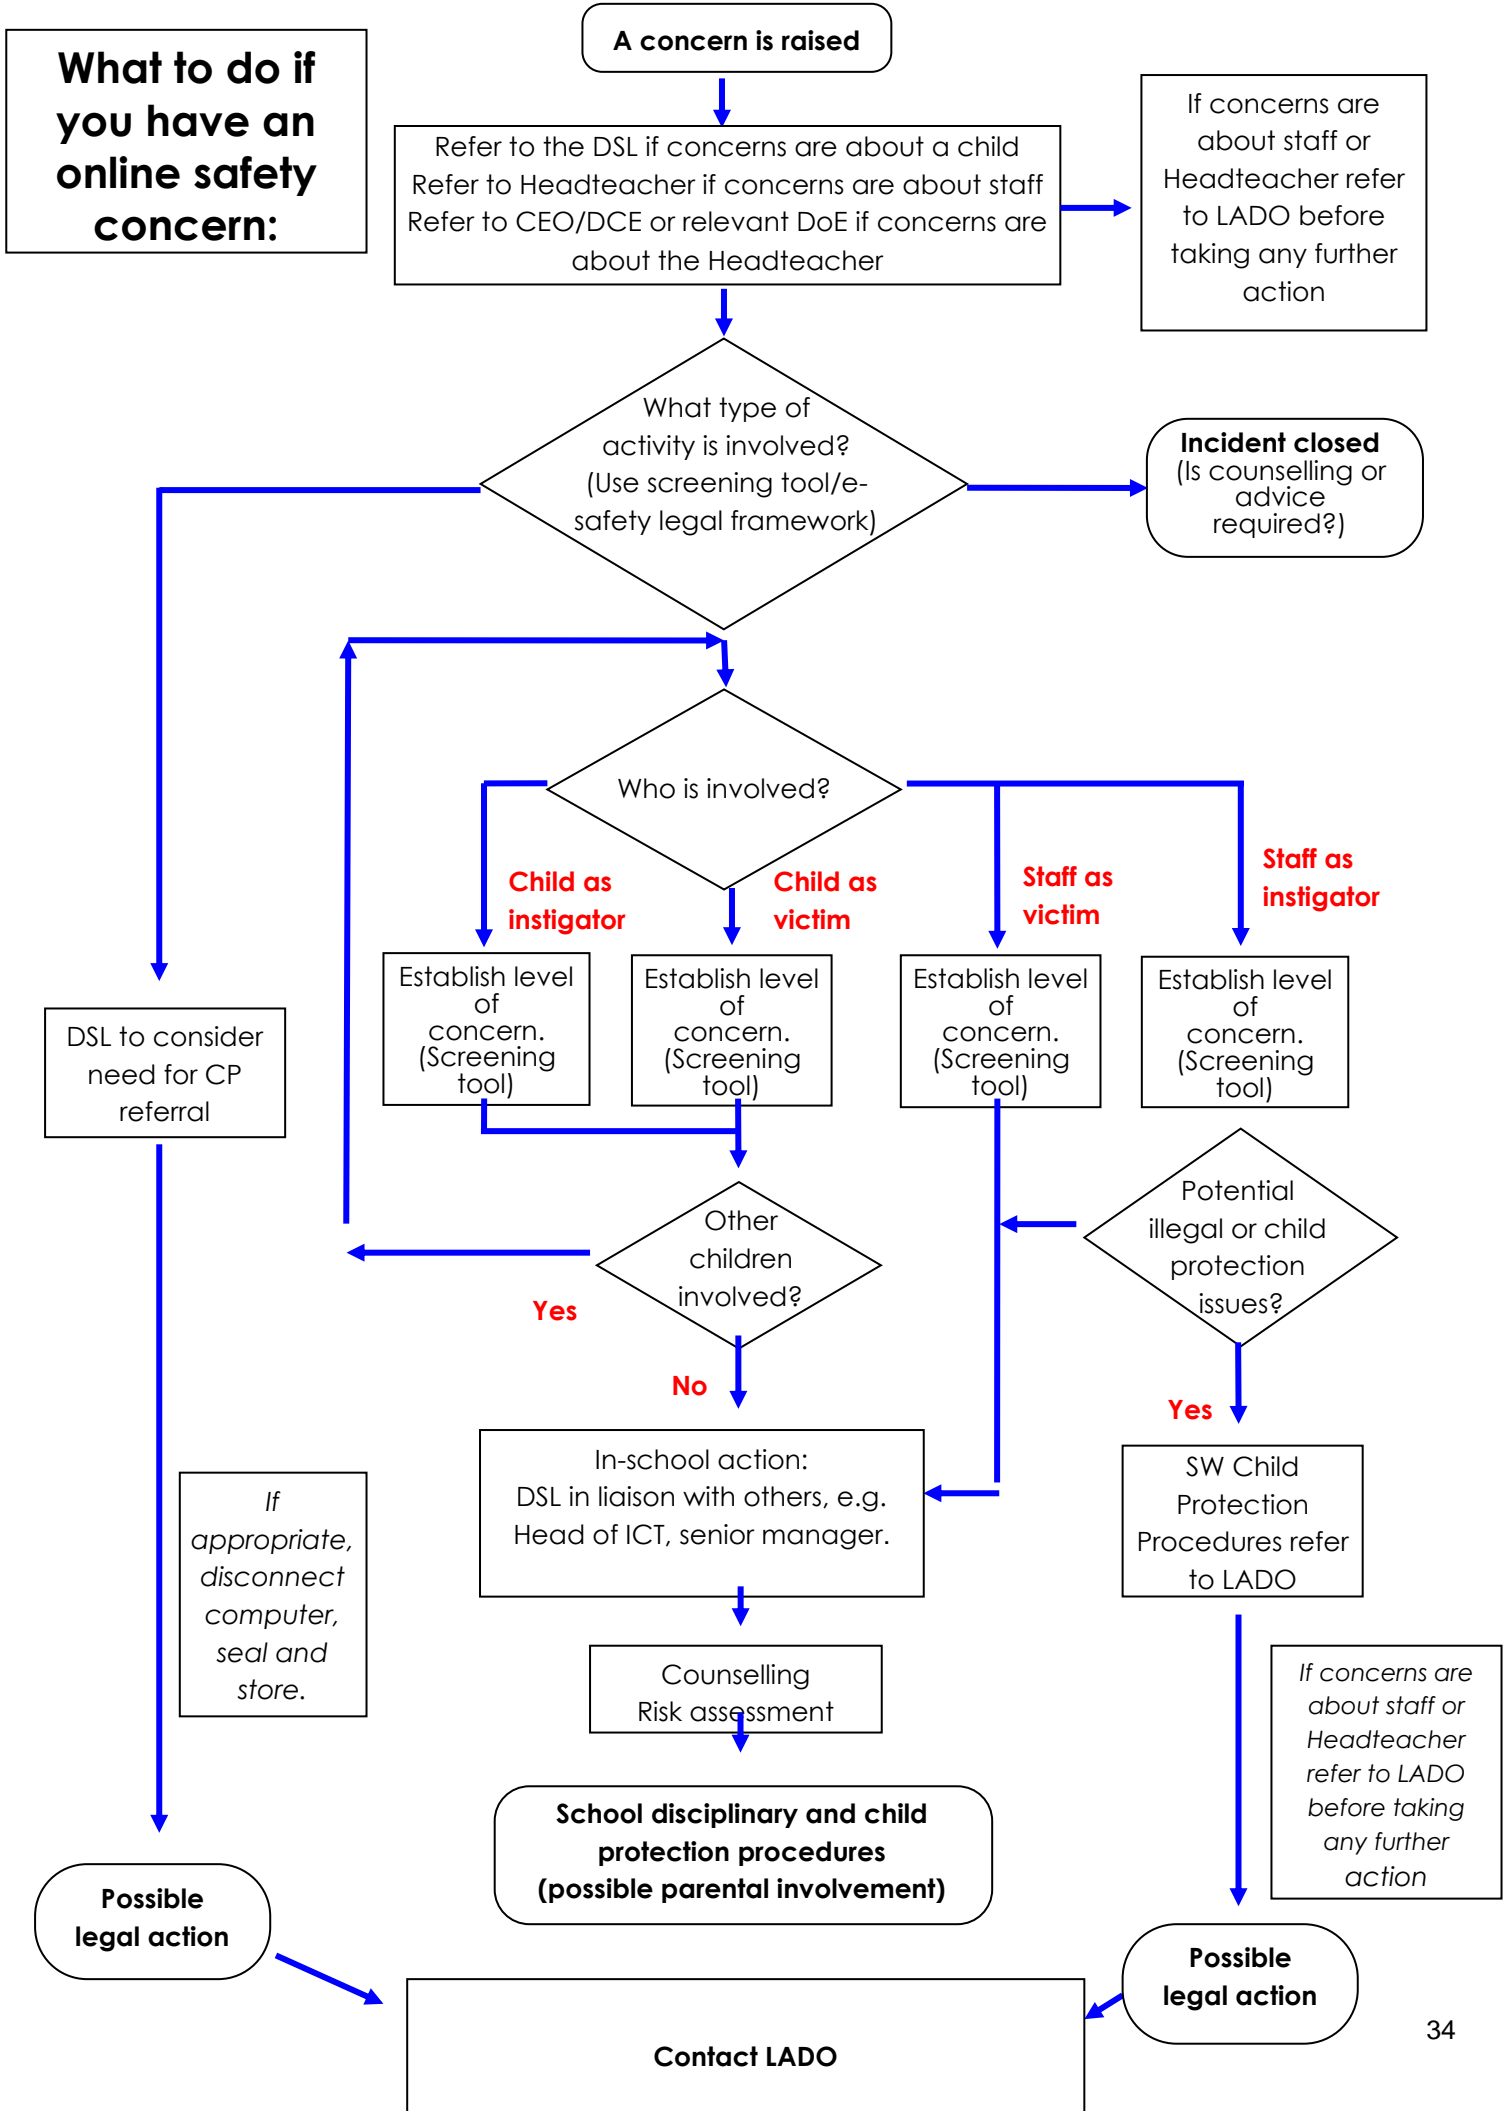 What to do if
you have an
online safety
concern:
A concern is raised
Refer to the DSL if concerns are about a child
Refer to Headteacher if concerns are about staff
Refer to CEO/DCE or relevant DoE if concerns are
about the Headteacher
If concerns are
about staff or
Headteacher refer
to LADO before
taking any further
action
What type of
activity is involved?
(Use screening tool/e-
safety legal framework)
Incident closed
(Is counselling or
advice
required?)
Who is involved?
Child as
instigator
Child as
victim
Staff as
victim
Staff as
instigator
Establish level
of
concern.
(Screening
tool)
Establish level
of
concern.
(Screening
tool)
Establish level
of
concern.
(Screening
tool)
Establish level
of
concern.
(Screening
tool)
DSL to consider
need for CP
referral
Other
children
involved?
Yes
No
Potential
illegal or child
protection
issues?
Yes
In-school action:
DSL in liaison with others, e.g.
Head of ICT, senior manager.
SW Child
Protection
Procedures refer
to LADO
If
appropriate,
disconnect
computer,
seal and
store.
Counselling
Risk assessment
If concerns are
about staff or
Headteacher
refer to LADO
before taking
any further
action
School disciplinary and child
protection procedures
(possible parental involvement)
Possible
legal action
Possible
legal action
Contact LADO
34